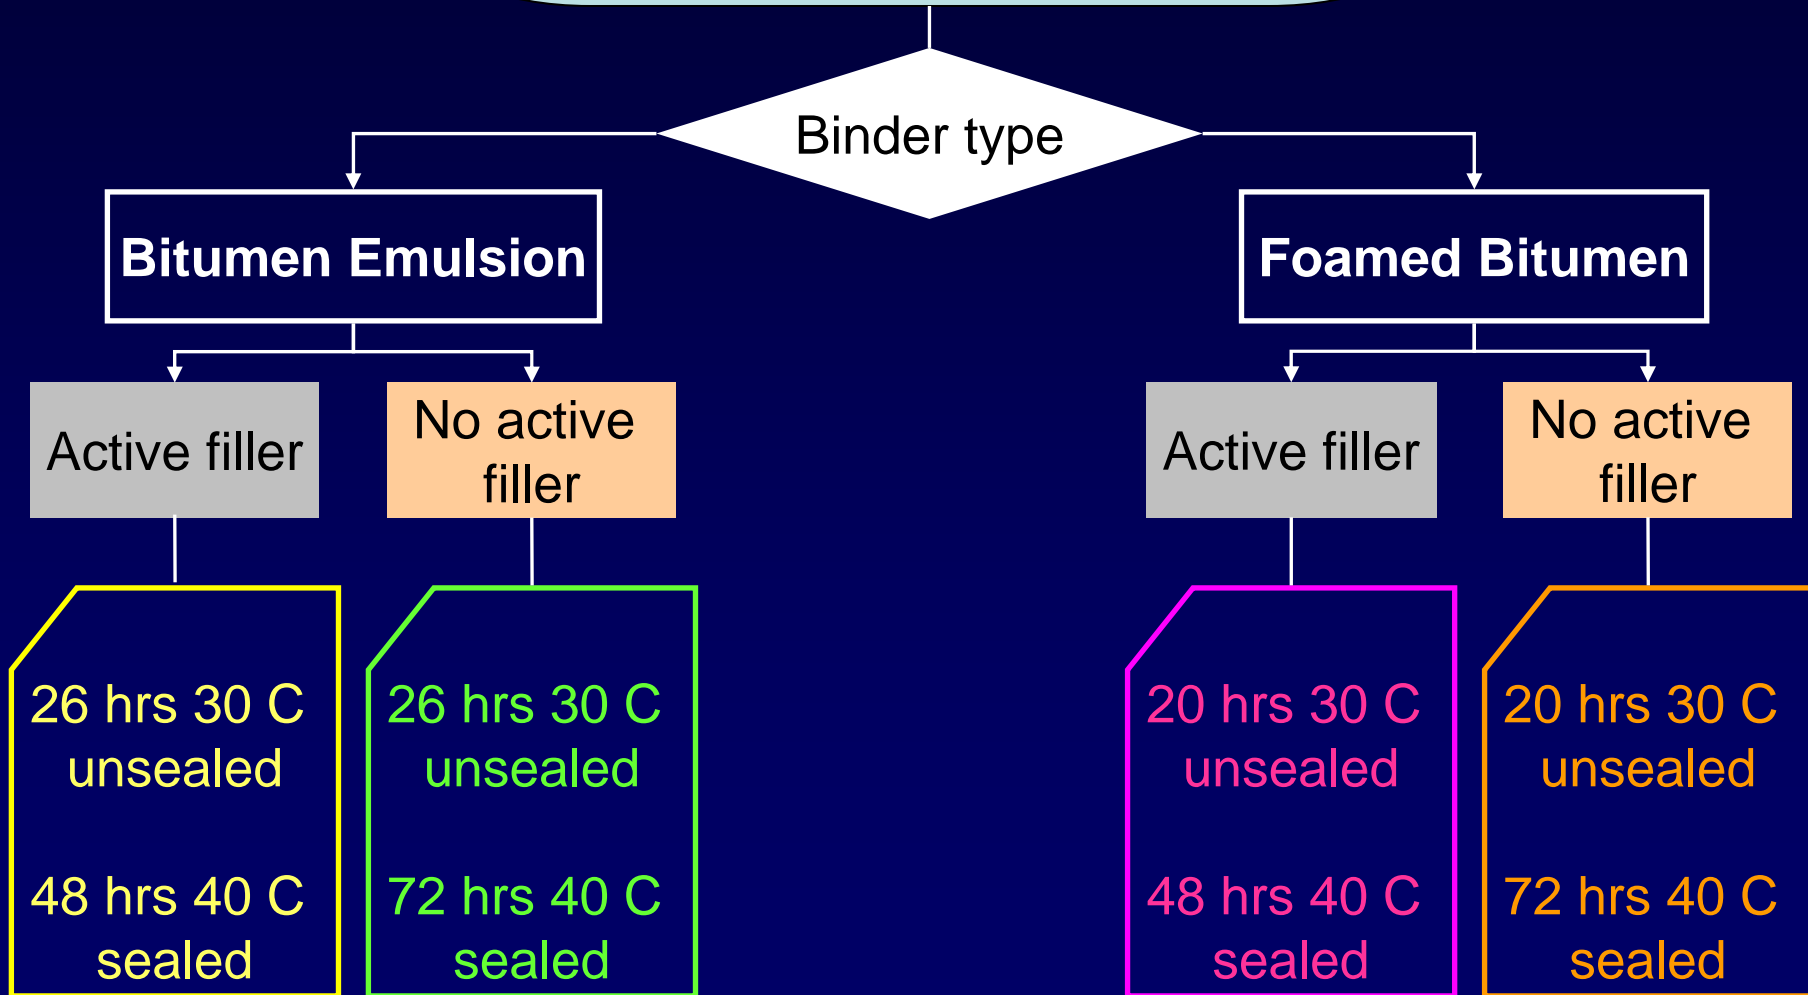 Binder type
Bitumen Emulsion
Foamed Bitumen
Active filler
No active
filler
Active filler
No active
filler
26 hrs 30 C
unsealed
48 hrs 40 C
sealed
26 hrs 30 C
unsealed
72 hrs 40 C
sealed
20 hrs 30 C
unsealed
48 hrs 40 C
sealed
20 hrs 30 C
unsealed
72 hrs 40 C
sealed